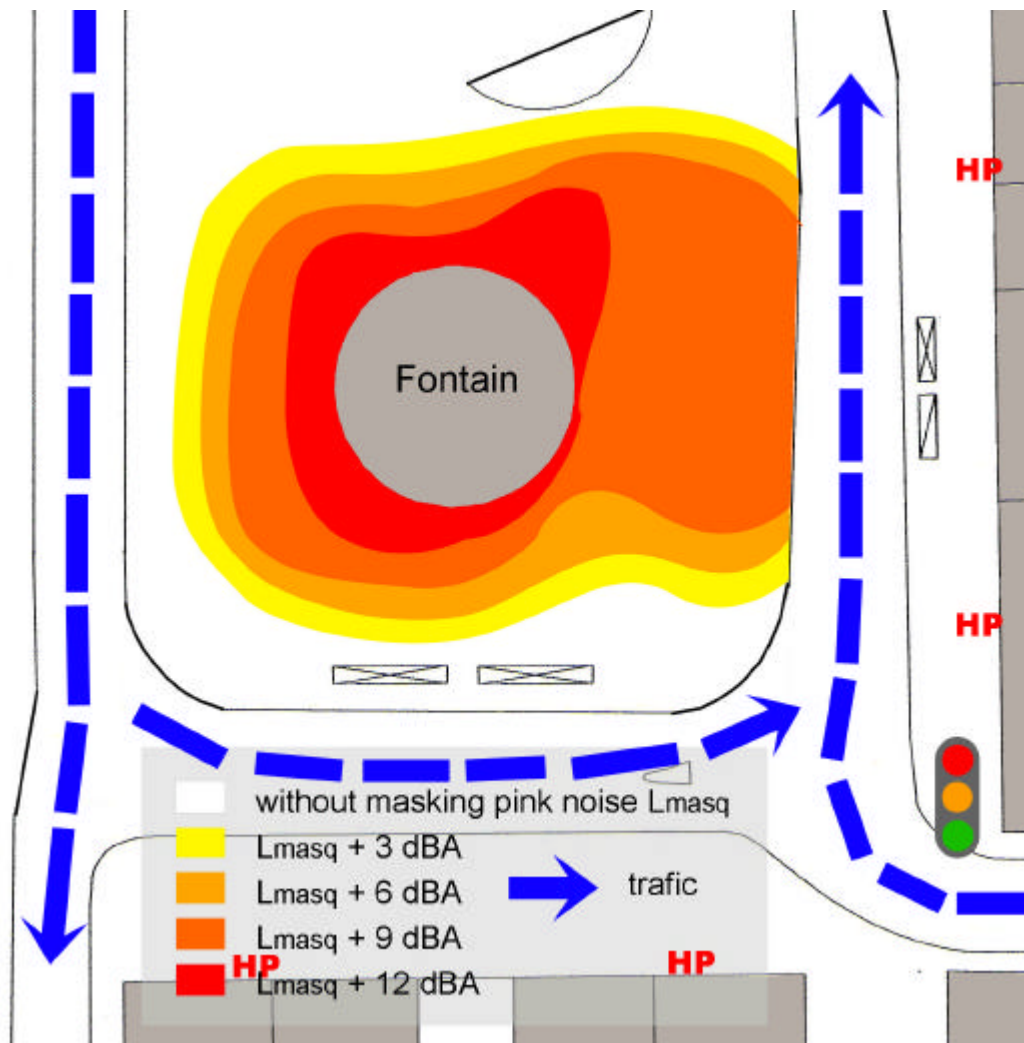 HP
Fontain
HP
without masking pink noise Lmasq
Lmasq + 3 dBA
Lmasq + 6 dBA
trafic
Lmasq + 9 dBA
HP
HP
Lmasq + 12 dBA